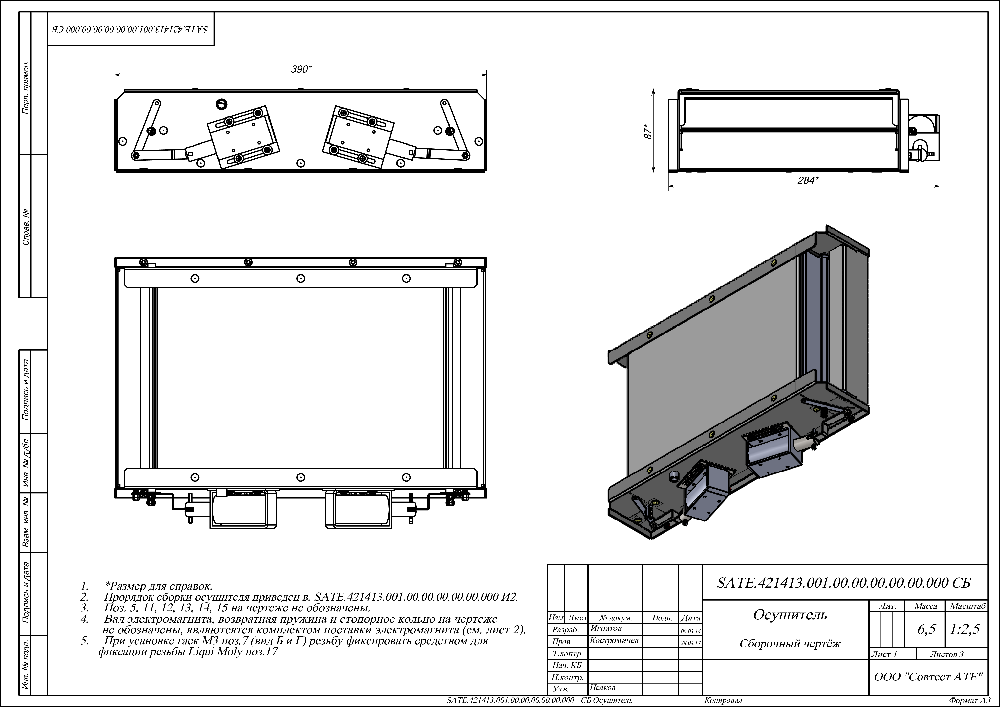 SATE.421413.001.00.00.00.00.00.000 СБ
Перв. примен.
Справ. №
Подпись и дата
Инв. № дубл.
Взам. инв. №
Подпись и дата
Инв. № подл.
390*
87*
284*
1. *Размер для справок.
2. Прорядок сборки осушителя приведен в. SATE.421413.001.00.00.00.00.00.000 И2.
3. Поз. 5, 11, 12, 13, 14, 15 на чертеже не обозначены.
4. Вал электромагнита, возвратная пружина и стопорное кольцо на чертеже
не обозначены, являютсятся комплектом поставки электромагнита (см. лист 2).
5. При усановке гаек М3 поз.7 (вид Б и Г) резьбу фиксировать средством для
фиксации резьбы Liqui Moly поз.17
SATE.421413.001.00.00.00.00.00.000 СБ
Изм Лист № докум. Подп. Дата
Разраб. Игнатов 06.03.14
Пров. Костромичев 28.04.17
Т.контр.
Нач. КБ
Н.контр.
Утв. Исаков
Осушитель
Сборочный чертёж
Лит. Масса Масштаб
6,5 1:2,5
Лист 1 Листов 3
ООО "Совтест АТЕ"
SATE.421413.001.00.00.00.00.00.000 - СБ Осушитель Копировал Формат А3